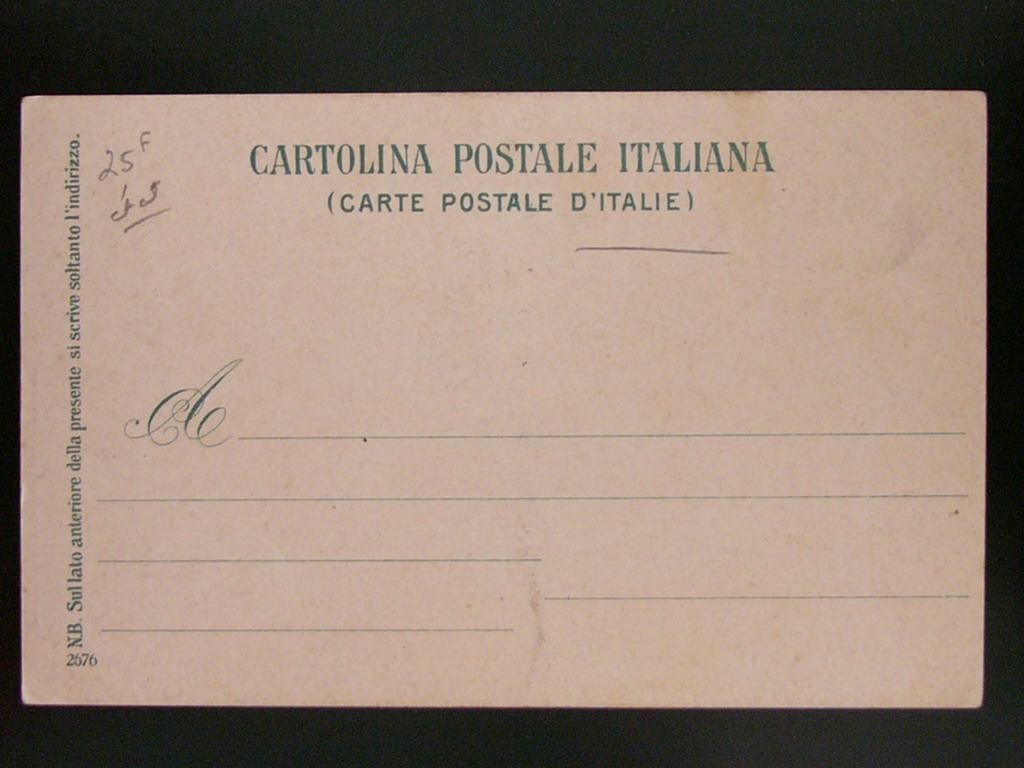 CARTOLINA POSTALE ITALIANA
(CARTE POSTALE D'ITALIE)
25F
A
N.B. Sul lato anteriore della presente si scrive soltanto l'indirizzo.
2676